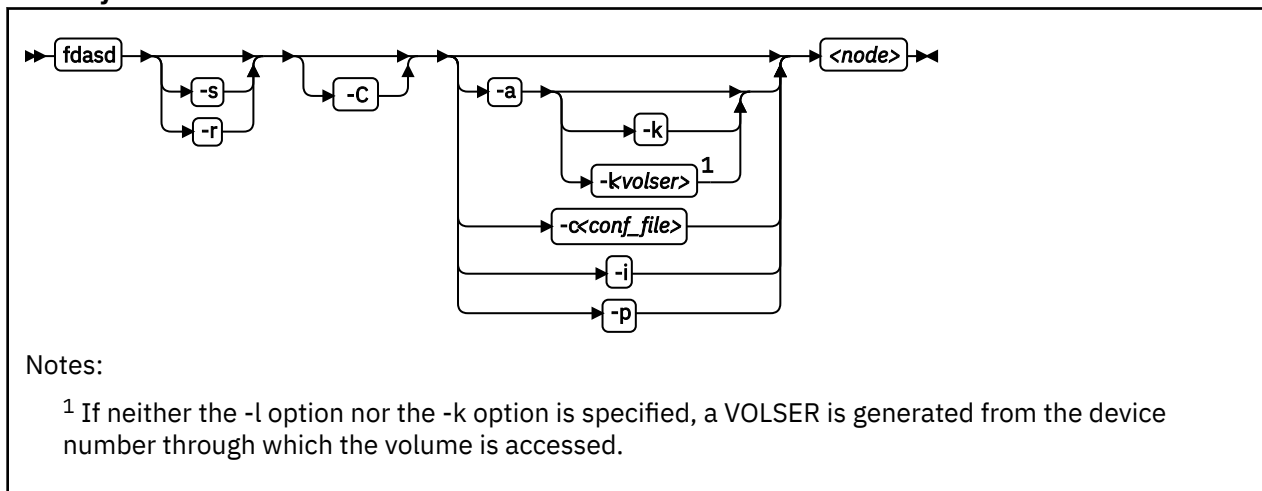 fdasd
-s
-r
-C
-a
-k
-l<volser>
1
-c<conf_file>
-i
-p
<node>
Notes:
1 If neither the -l option nor the -k option is specified, a VOLSER is generated from the device
number through which the volume is accessed.